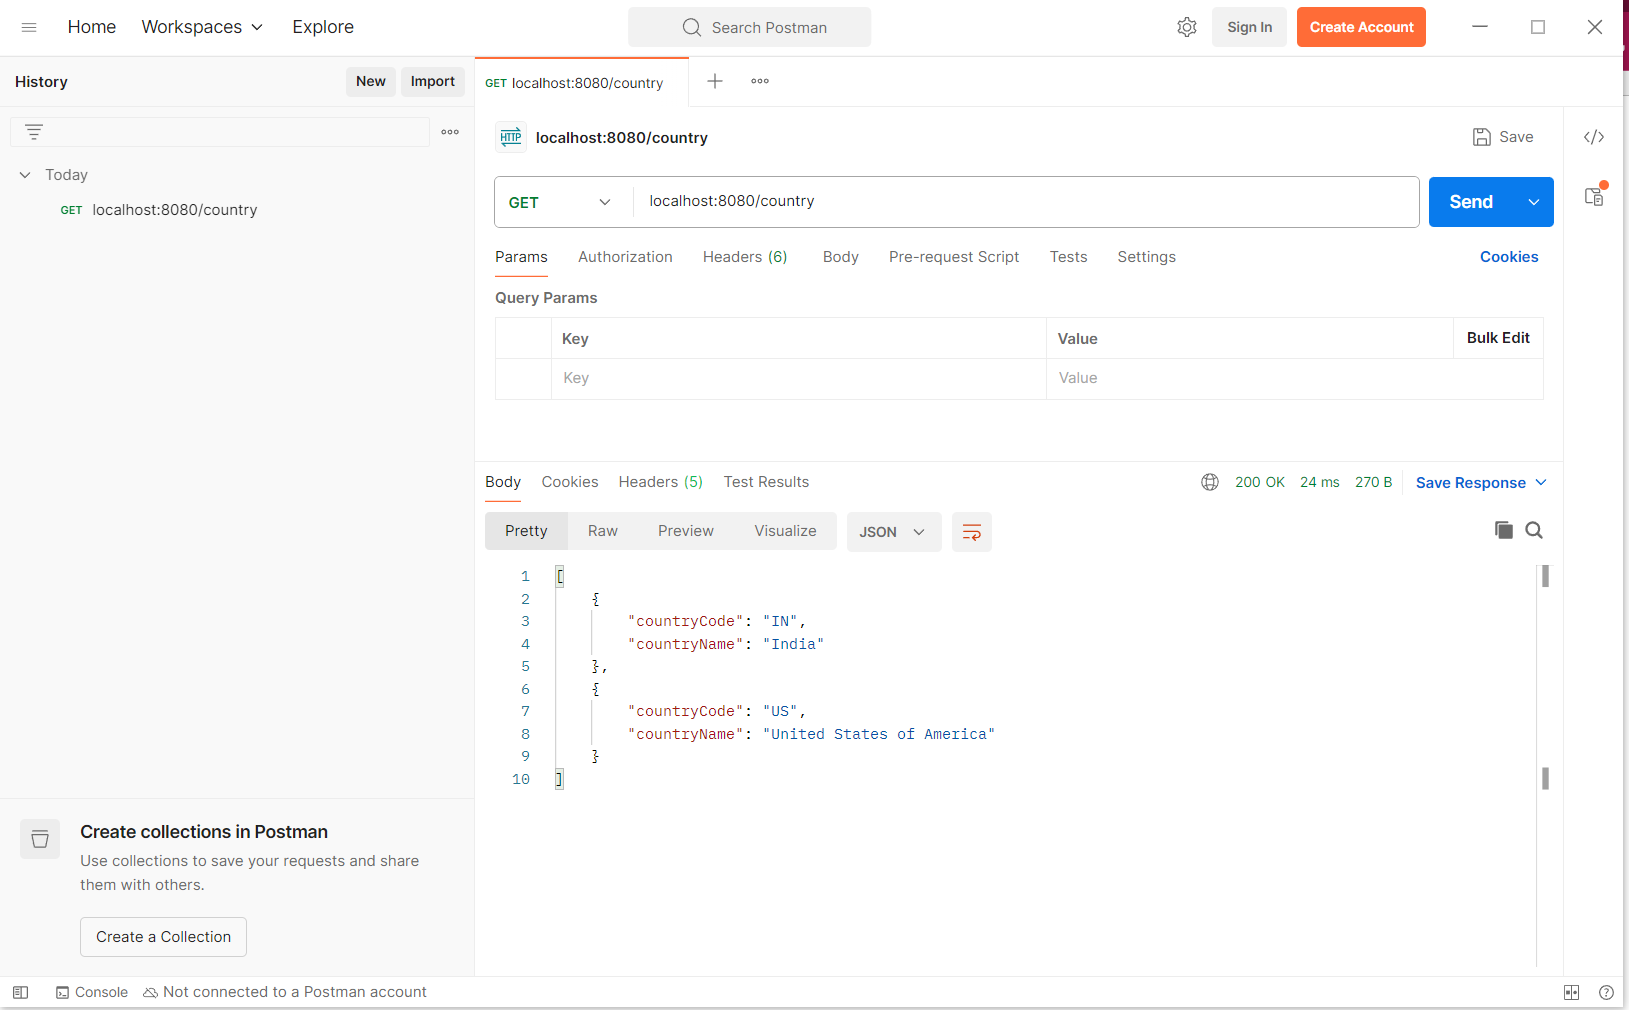 Home Workspaces Explore Search Postman Sign In Create Account
History New Import
GET localhost:8080/country
HTTP localhost:8080/country Save
Today
GET localhost:8080/country
GET localhost:8080/country Send
Params Authorization Headers (6) Body Pre-request Script Tests Settings Cookies
Query Params
Key Value Bulk Edit
Key Value
Body Cookies Headers (5) Test Results 200 OK 24 ms 270 B Save Response
Pretty Raw Preview Visualize JSON
1 [
2 {
3 "countryCode": "IN",
4 "countryName": "India"
5 },
6 {
7 "countryCode": "US",
8 "countryName": "United States of America"
9 }
10 ]
Create collections in Postman
Use collections to save your requests and share
them with others.
Create a Collection
Console Not connected to a Postman account